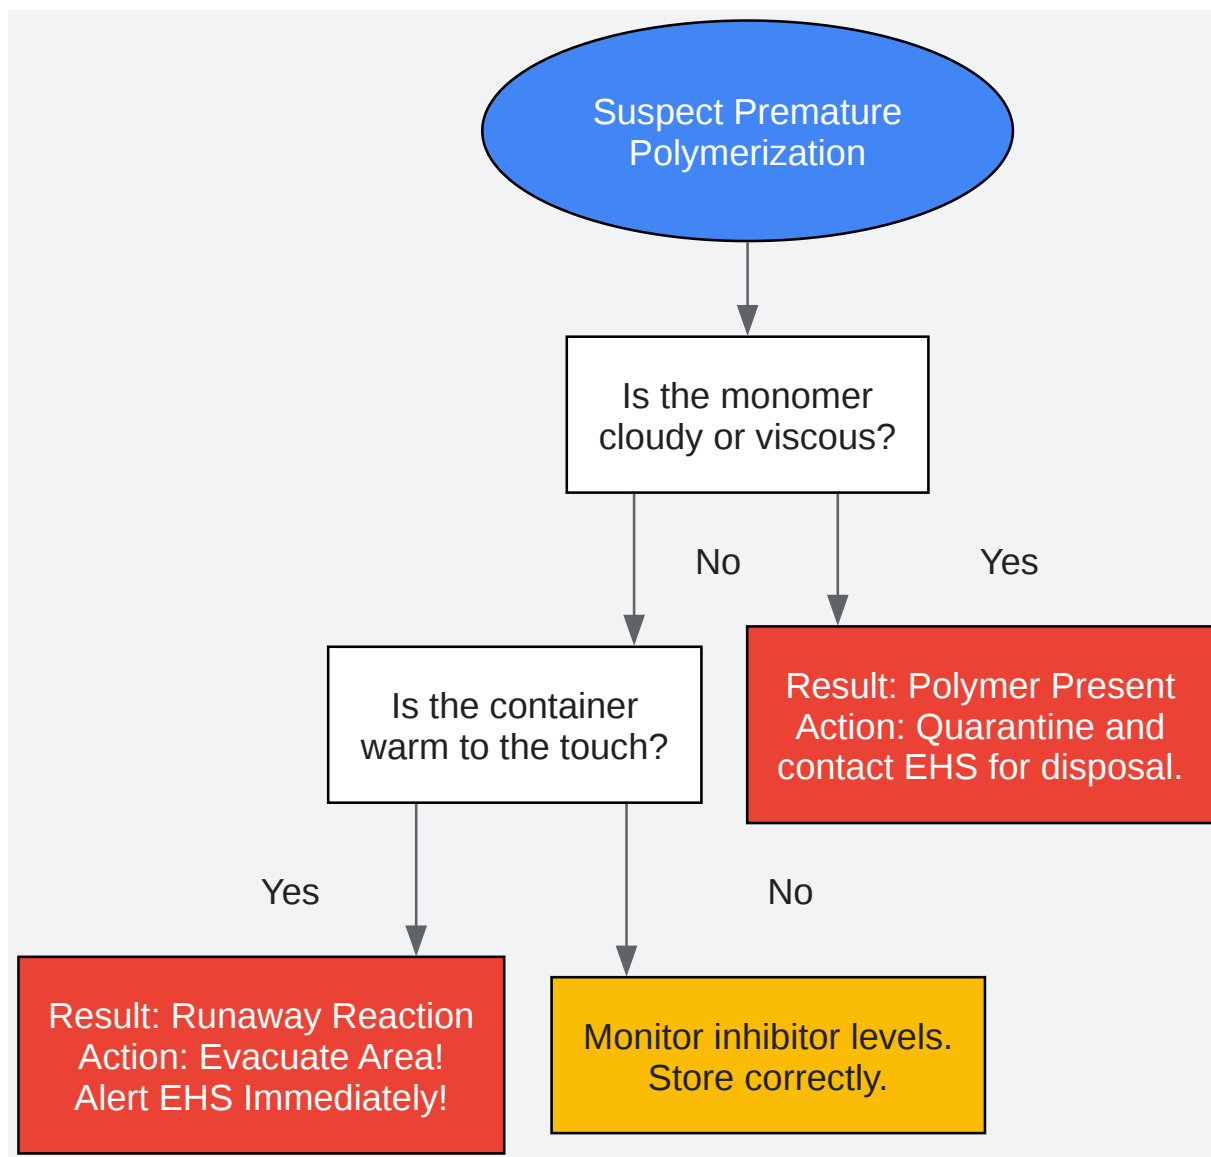 Suspect Premature
Polymerization
Is the monomer
cloudy or viscous?
No
Yes
Result: Polymer Present
Action: Quarantine and
contact EHS for disposal.
Is the container
warm to the touch?
Yes
No
Result: Runaway Reaction
Action: Evacuate Area!
Alert EHS Immediately!
Monitor inhibitor levels.
Store correctly.